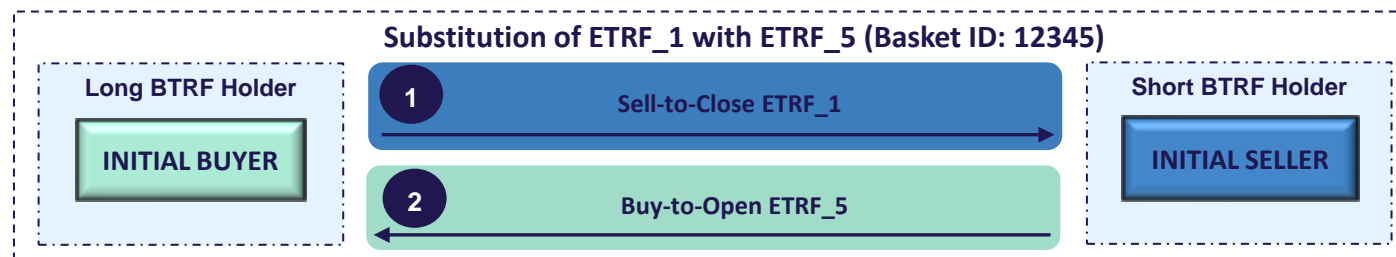 Substitution of ETRF_1 with ETRF_5 (Basket ID: 12345)
Long BTRF Holder
INITIAL BUYER
1
Sell-to-Close ETRF_1
2
Buy-to-Open ETRF_5
Short BTRF Holder
INITIAL SELLER